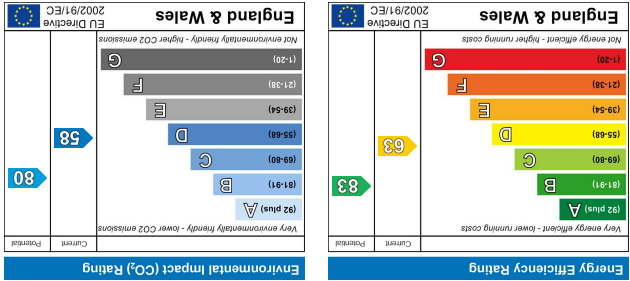 Energy Efficiency Rating
Current
Potential
Very energy efficient - lower running costs
(92 plus) A
(81-91) B
(69-80) C
(55-68) D
(39-54) E
(21-38) F
(1-20) G
Not energy efficient - higher running costs
83
63
England & Wales
EU Directive
2002/91/EC
Environmental Impact (CO₂) Rating
Current
Potential
Very environmentally friendly - lower CO2 emissions
(92 plus) A
(81-91) B
(69-80) C
(55-68) D
(39-54) E
(21-38) F
(1-20) G
Not environmentally friendly - higher CO2 emissions
80
58
England & Wales
EU Directive
2002/91/EC